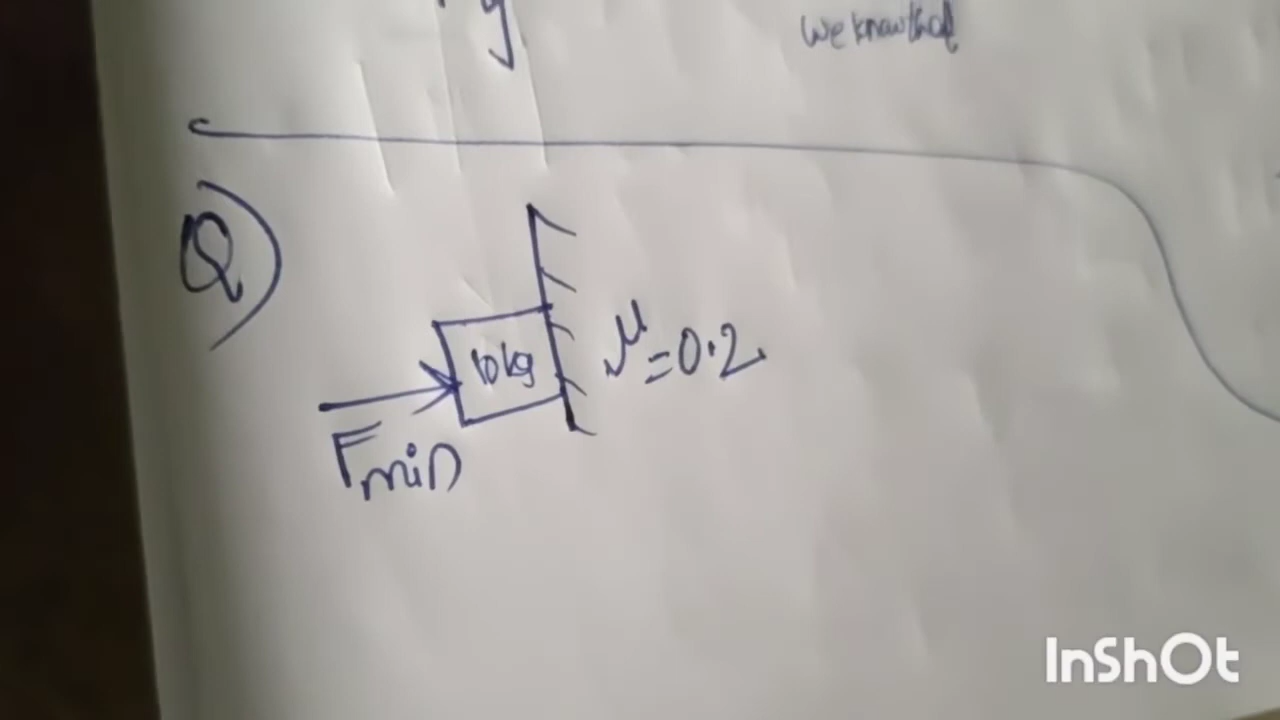 we know that
Q)
10kg
μ=0.2
Fmin
InShOt